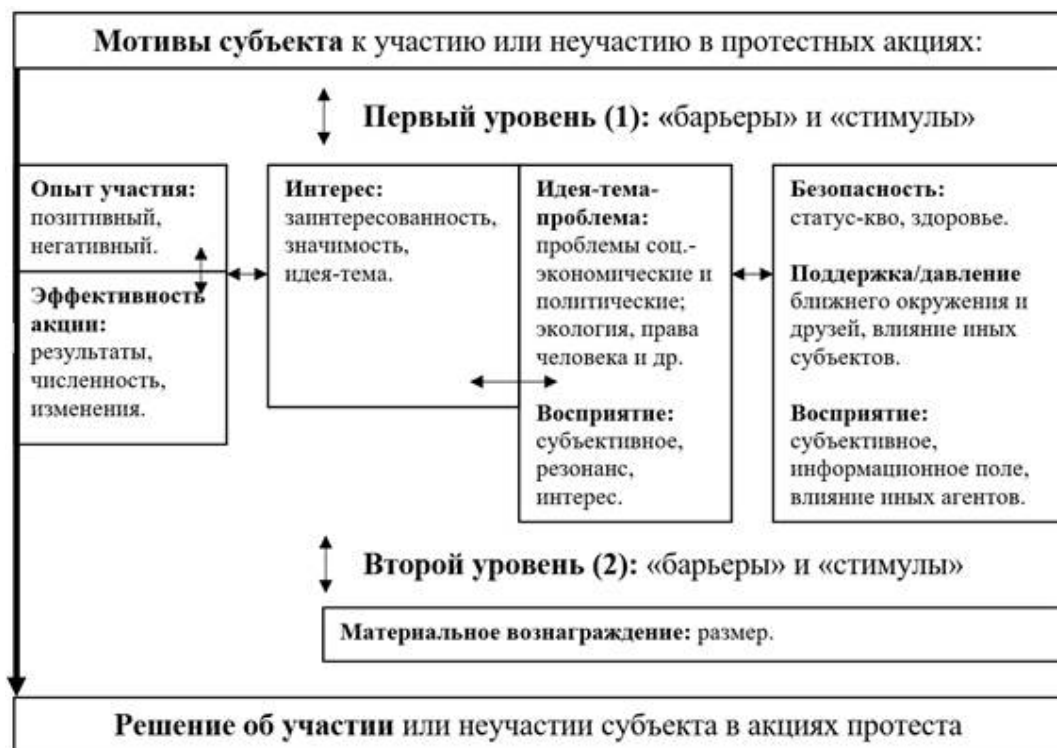 Мотивы субъекта к участию или неучастию в протестных акциях:
Первый уровень (1): «барьеры» и «стимулы»
Опыт участия:
позитивный,
негативный.
Эффективность
акции:
результаты,
численность,
изменения.
Интерес:
заинтересованность,
значимость,
идея-тема.
Идея-тема-
проблема:
проблемы соц.-
экономические и
политические;
экология, права
человека и др.
Восприятие:
субъективное,
резонанс,
интерес.
Безопасность:
статус-кво, здоровье.
Поддержка/давление
ближнего окружения и
друзей, влияние иных
субъектов.
Восприятие:
субъективное,
информационное поле,
влияние иных агентов.
Второй уровень (2): «барьеры» и «стимулы»
Материальное вознаграждение: размер.
Решение об участии или неучастии субъекта в акциях протеста